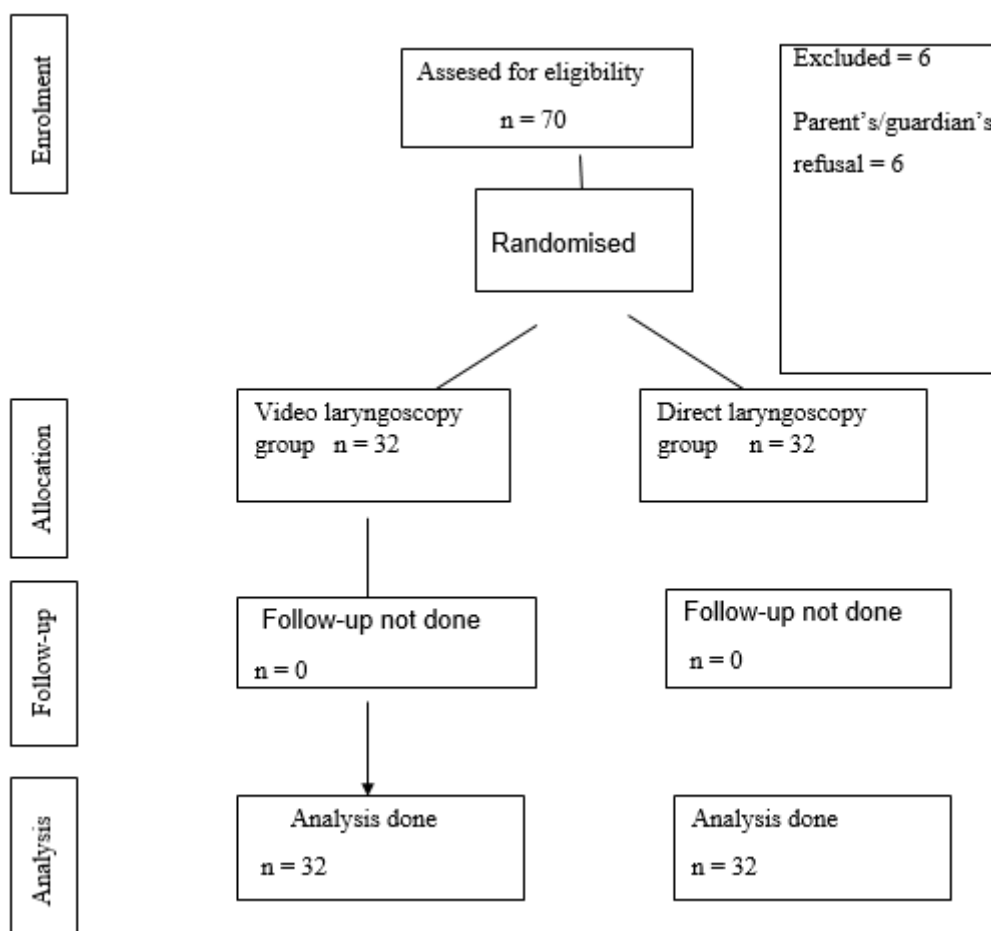 Enrolment
Assesed for eligibility
n = 70
Excluded = 6
Parent's/guardian's
refusal = 6
Randomised
Allocation
Video laryngoscopy
group n = 32
Direct laryngoscopy
group n = 32
Follow-up
Follow-up not done
n = 0
Follow-up not done
n = 0
Analysis
Analysis done
n = 32
Analysis done
n = 32